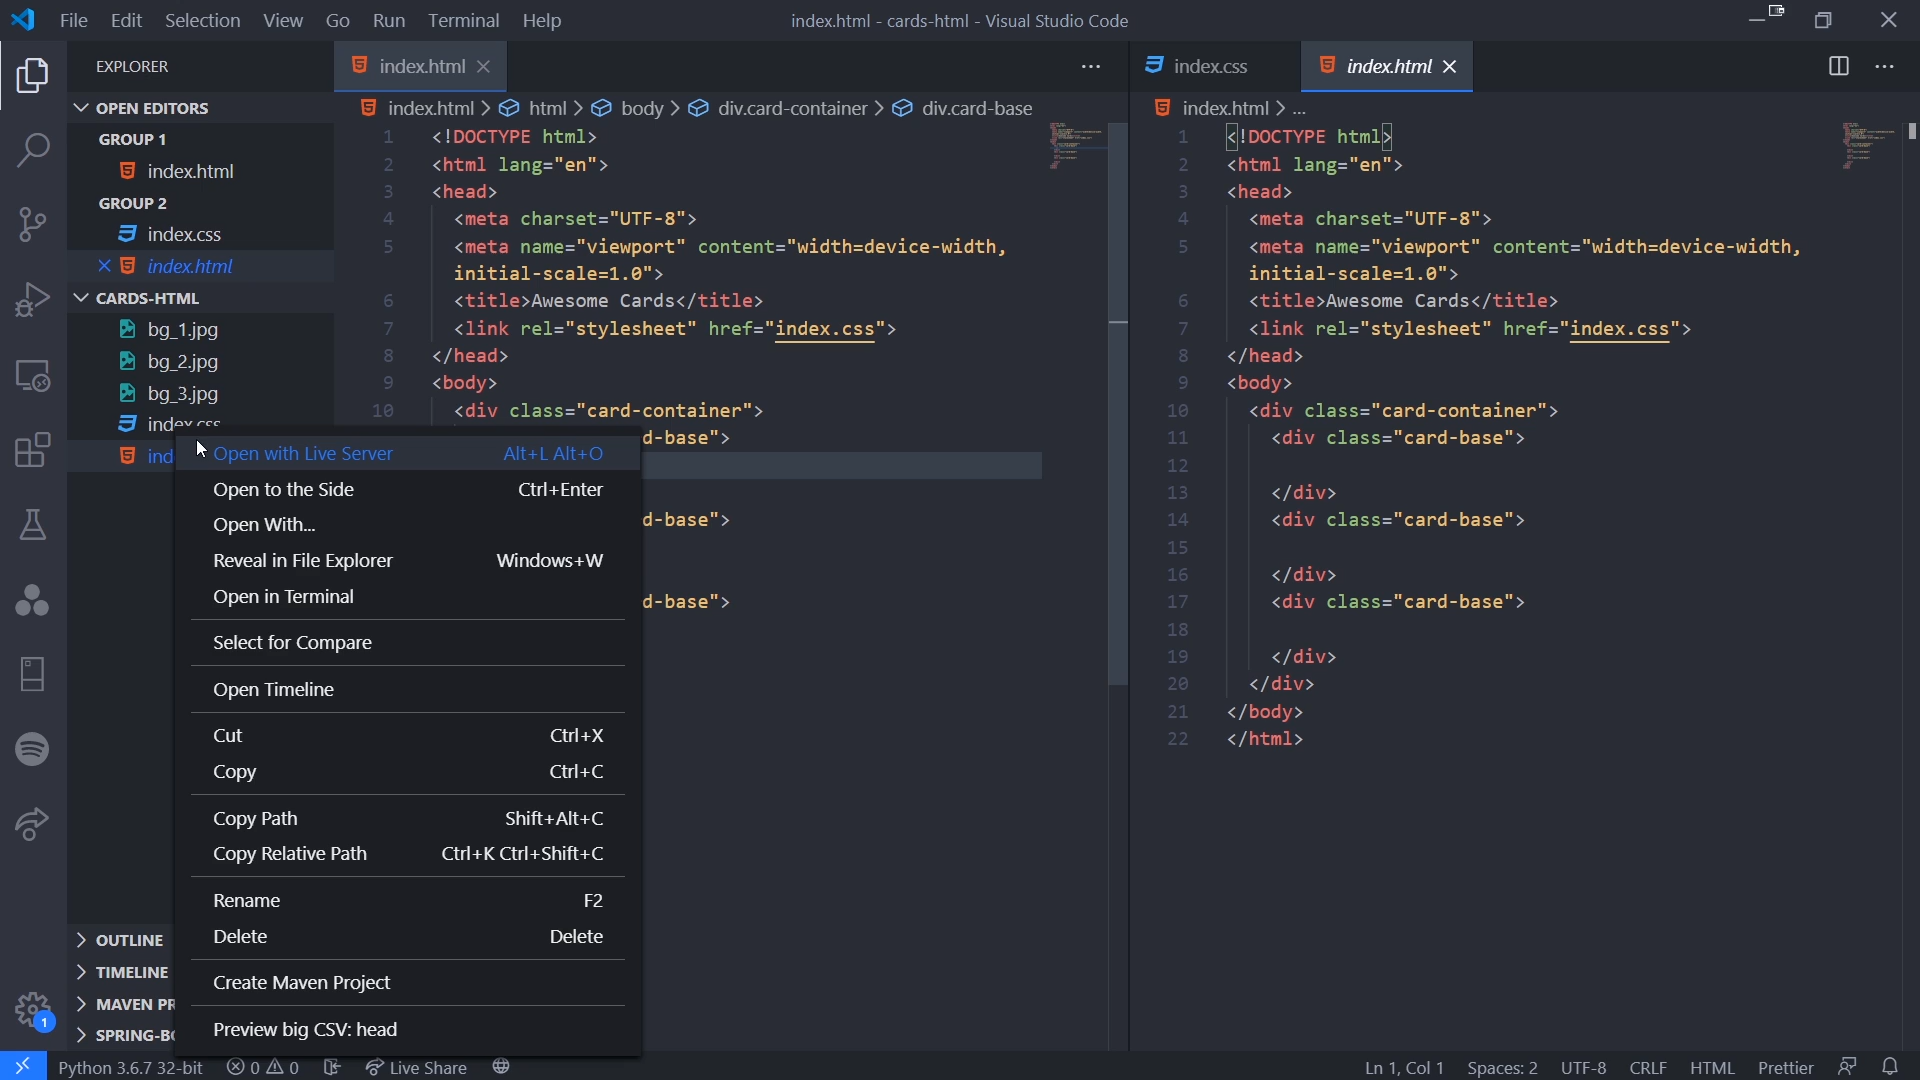 File Edit Selection View Go Run Terminal Help
index.html - cards-html - Visual Studio Code
EXPLORER
OPEN EDITORS
GROUP 1
index.html
GROUP 2
index.css
index.html
CARDS-HTML
bg_1.jpg
bg_2.jpg
bg_3.jpg
index.css
ind
OUTLINE
TIMELINE
MAVEN PR
SPRING-BO
1
index.html
index.html > html > body > div.card-container > div.card-base
1 <!DOCTYPE html>
2 <html lang="en">
3 <head>
4 <meta charset="UTF-8">
5 <meta name="viewport" content="width=device-width,
initial-scale=1.0">
6 <title>Awesome Cards</title>
7 <link rel="stylesheet" href="index.css">
8 </head>
9 <body>
10 <div class="card-container">
d-base">
d-base">
d-base">
Open with Live Server Alt+L Alt+O
Open to the Side Ctrl+Enter
Open With...
Reveal in File Explorer Windows+W
Open in Terminal
Select for Compare
Open Timeline
Cut Ctrl+X
Copy Ctrl+C
Copy Path Shift+Alt+C
Copy Relative Path Ctrl+K Ctrl+Shift+C
Rename F2
Delete Delete
Create Maven Project
Preview big CSV: head
index.css index.html
index.html > ...
1 <!DOCTYPE html>
2 <html lang="en">
3 <head>
4 <meta charset="UTF-8">
5 <meta name="viewport" content="width=device-width,
initial-scale=1.0">
6 <title>Awesome Cards</title>
7 <link rel="stylesheet" href="index.css">
8 </head>
9 <body>
10 <div class="card-container">
11 <div class="card-base">
12
13 </div>
14 <div class="card-base">
15
16 </div>
17 <div class="card-base">
18
19 </div>
20 </div>
21 </body>
22 </html>
Python 3.6.7 32-bit 0 0 Live Share
Ln 1, Col 1 Spaces: 2 UTF-8 CRLF HTML Prettier